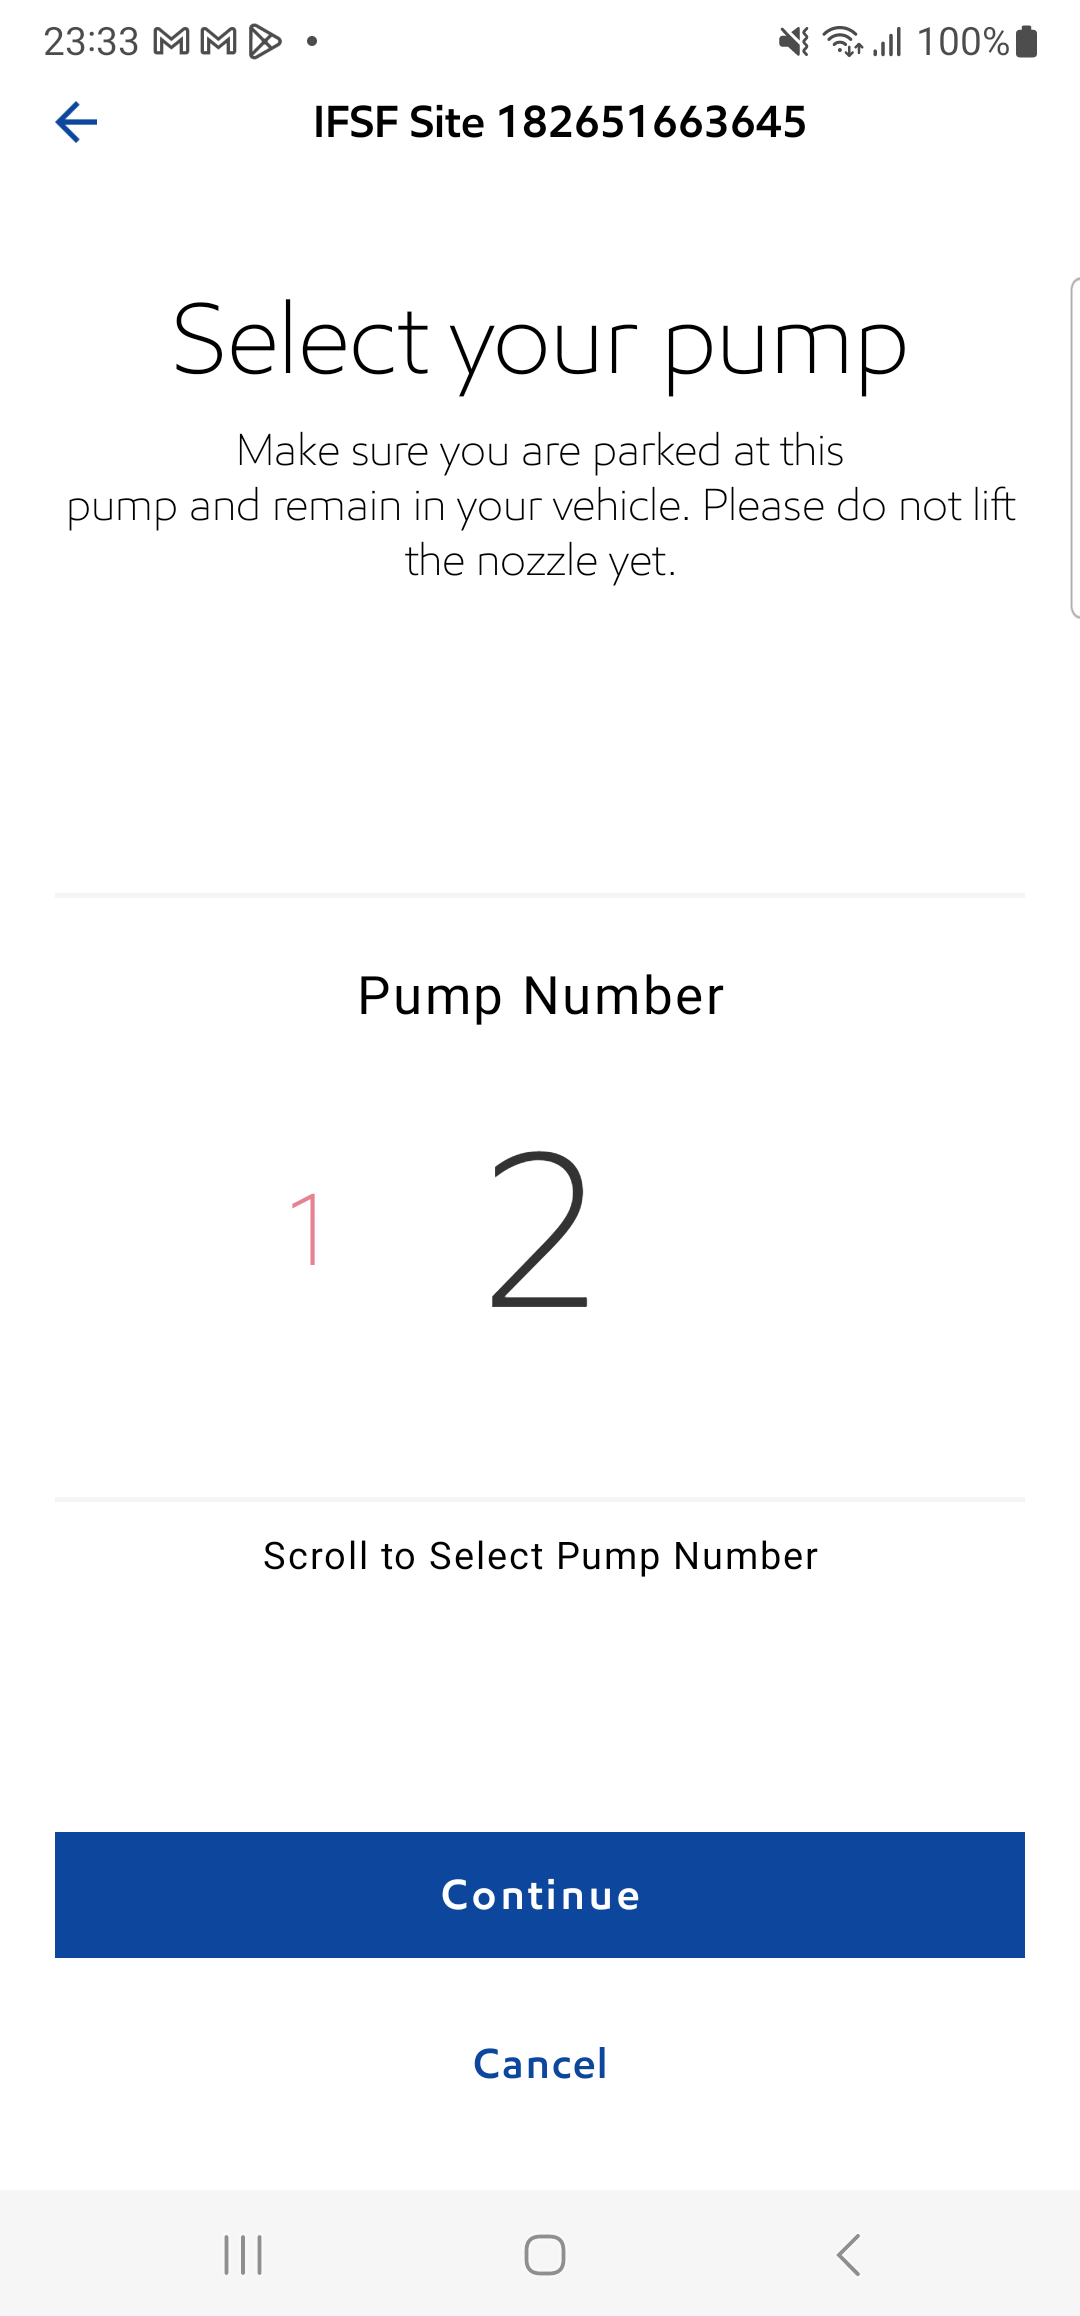 23:33 100%
IFSF Site 182651663645
Select your pump
Make sure you are parked at this
pump and remain in your vehicle. Please do not lift
the nozzle yet.
Pump Number
1 2
Scroll to Select Pump Number
Continue
Cancel